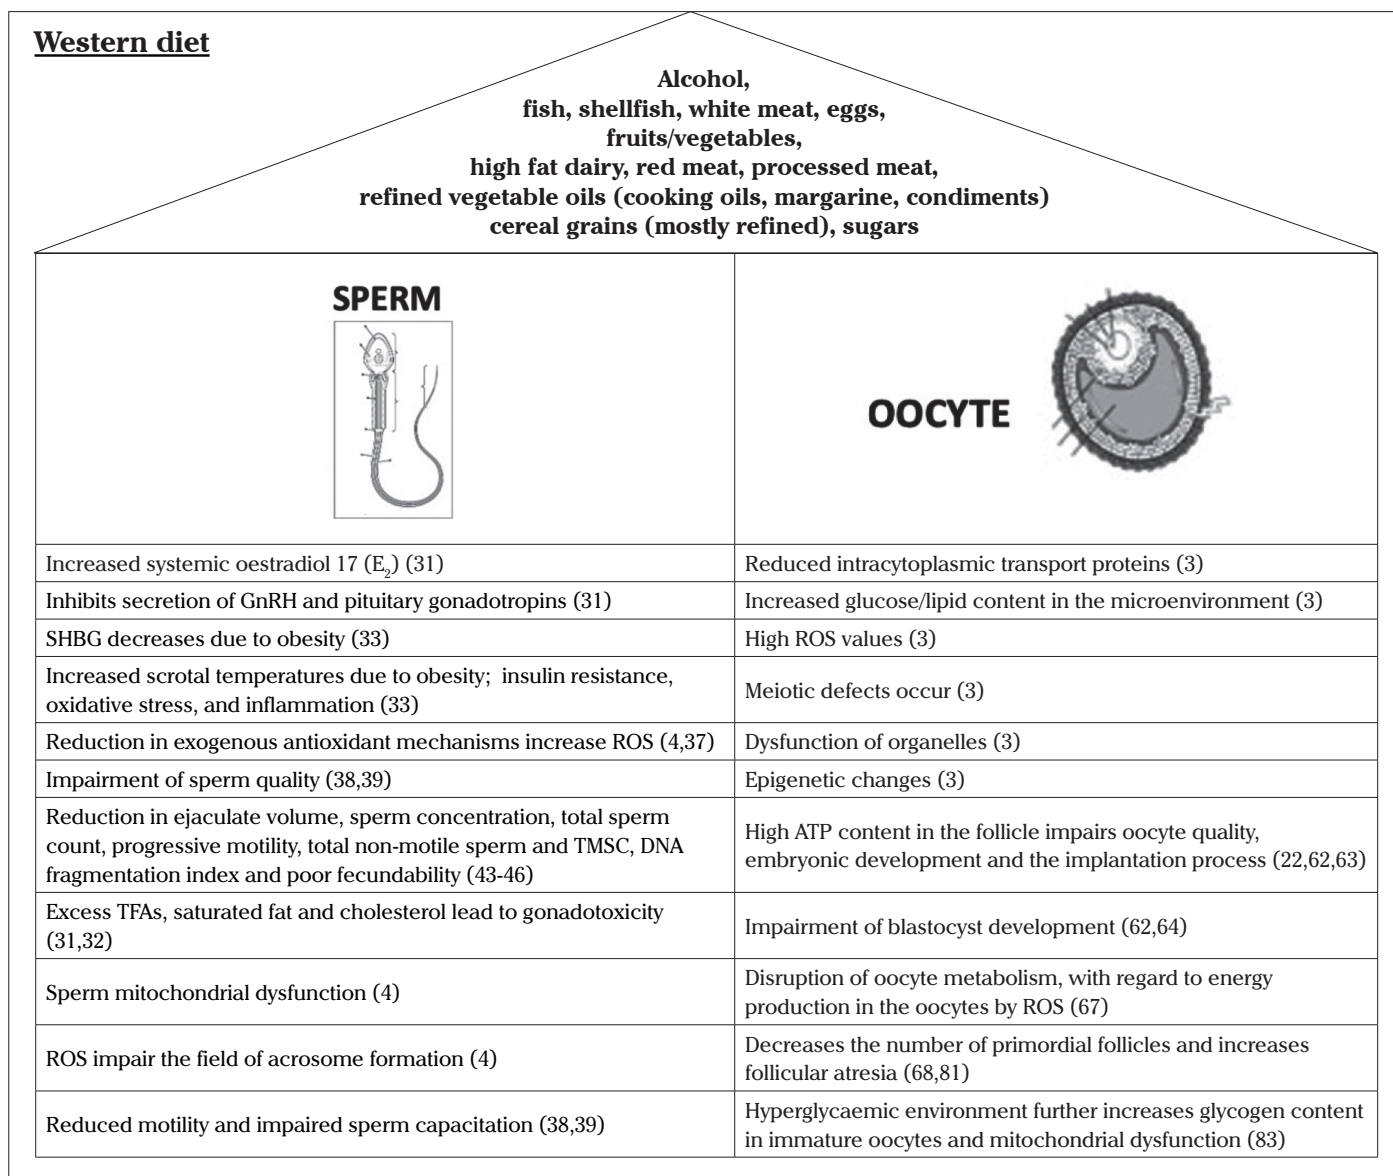 Western diet
Alcohol,
fish, shellfish, white meat, eggs,
fruits/vegetables,
high fat dairy, red meat, processed meat,
refined vegetable oils (cooking oils, margarine, condiments)
cereal grains (mostly refined), sugars
SPERM
OOCYTE
Increased systemic oestradiol 17 (E₂) (31)
Reduced intracytoplasmic transport proteins (3)
Inhibits secretion of GnRH and pituitary gonadotropins (31)
Increased glucose/lipid content in the microenvironment (3)
SHBG decreases due to obesity (33)
High ROS values (3)
Increased scrotal temperatures due to obesity; insulin resistance,
oxidative stress, and inflammation (33)
Meiotic defects occur (3)
Reduction in exogenous antioxidant mechanisms increase ROS (4,37)
Dysfunction of organelles (3)
Impairment of sperm quality (38,39)
Epigenetic changes (3)
Reduction in ejaculate volume, sperm concentration, total sperm
count, progressive motility, total non-motile sperm and TMSC, DNA
fragmentation index and poor fecundability (43-46)
High ATP content in the follicle impairs oocyte quality,
embryonic development and the implantation process (22,62,63)
Excess TFAs, saturated fat and cholesterol lead to gonadotoxicity
(31,32)
Impairment of blastocyst development (62,64)
Sperm mitochondrial dysfunction (4)
Disruption of oocyte metabolism, with regard to energy
production in the oocytes by ROS (67)
ROS impair the field of acrosome formation (4)
Decreases the number of primordial follicles and increases
follicular atresia (68,81)
Reduced motility and impaired sperm capacitation (38,39)
Hyperglycaemic environment further increases glycogen content
in immature oocytes and mitochondrial dysfunction (83)